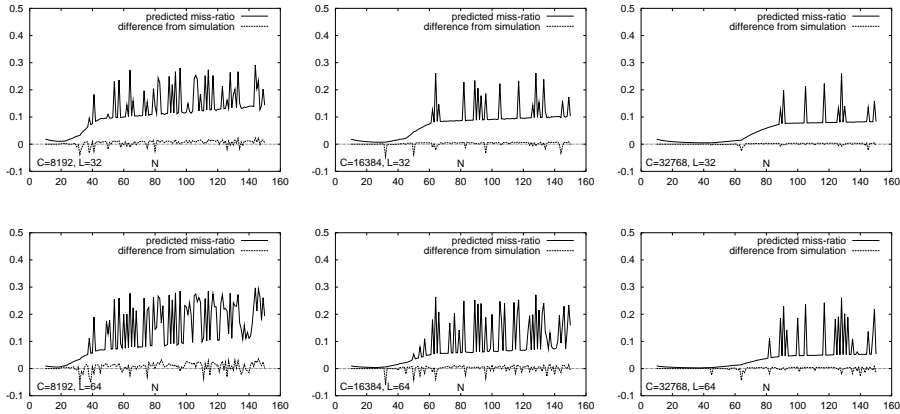 0.5
predicted miss-ratio
0.4
difference from simulation
0.3
0.2
0.1
0
C=8192, L=32
N
-0.1
0 20 40 60 80 100 120 140 160
0.5
predicted miss-ratio
0.4
difference from simulation
0.3
0.2
0.1
0
C=16384, L=32
N
-0.1
0 20 40 60 80 100 120 140 160
0.5
predicted miss-ratio
0.4
difference from simulation
0.3
0.2
0.1
0
C=32768, L=32
N
-0.1
0 20 40 60 80 100 120 140 160
0.5
predicted miss-ratio
0.4
difference from simulation
0.3
0.2
0.1
0
C=8192, L=64
N
-0.1
0 20 40 60 80 100 120 140 160
0.5
predicted miss-ratio
0.4
difference from simulation
0.3
0.2
0.1
0
C=16384, L=64
N
-0.1
0 20 40 60 80 100 120 140 160
0.5
predicted miss-ratio
0.4
difference from simulation
0.3
0.2
0.1
0
C=32768, L=64
N
-0.1
0 20 40 60 80 100 120 140 160